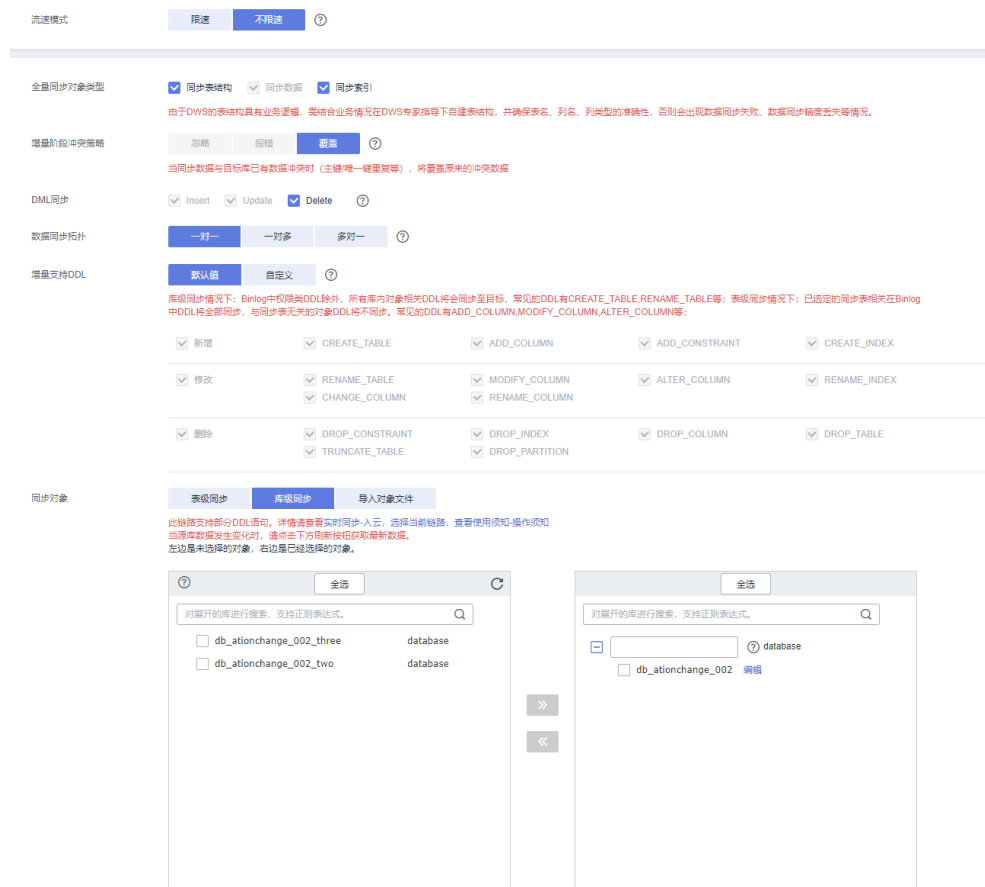 流速模式 限速 不限速
全量同步对象类型 同步表结构 同步数据 同步索引
由于DWS的表结构具有业务逻辑，需结合业务情况在DWS专家指导下自建表结构，并确保表名、列名、列类型的准确性，否则会出现数据同步失败、数据同步精度丢失等情况。
增量阶段冲突策略 忽略 报错 覆盖
当同步数据与目标库已有数据冲突时（主键/唯一键重复等），将覆盖原来的冲突数据
DML同步 Insert Update Delete
数据同步拓扑 一对一 一对多 多对一
增量支持DDL 默认值 自定义
库级同步情况下：Binlog中权限类DDL除外，所有库内对象相关DDL将会同步至目标，常见的DDL有CREATE_TABLE,RENAME_TABLE等；表级同步情况下：已选定的同步表相关在Binlog
中DDL将全部同步，与同步表无关的对象DDL将不同步。常见的DDL有ADD_COLUMN,MODIFY_COLUMN,ALTER_COLUMN等；
新增 CREATE_TABLE ADD_COLUMN ADD_CONSTRAINT CREATE_INDEX
修改 RENAME_TABLE MODIFY_COLUMN ALTER_COLUMN RENAME_INDEX
CHANGE_COLUMN RENAME_COLUMN
删除 DROP_CONSTRAINT DROP_INDEX DROP_COLUMN DROP_TABLE
TRUNCATE_TABLE DROP_PARTITION
同步对象 表级同步 库级同步 导入对象文件
此链路支持部分DDL语句。详情请查看实时同步-入云，选择当前链路，查看使用须知-操作须知
当源库数据发生变化时，请点击下方刷新按钮获取最新数据。
左边是未选择的对象，右边是已经选择的对象。
全选
对展开的库进行搜索，支持正则表达式。
db_ationchange_002_three database
db_ationchange_002_two database
全选
对展开的库进行搜索，支持正则表达式。
database
db_ationchange_002 编辑